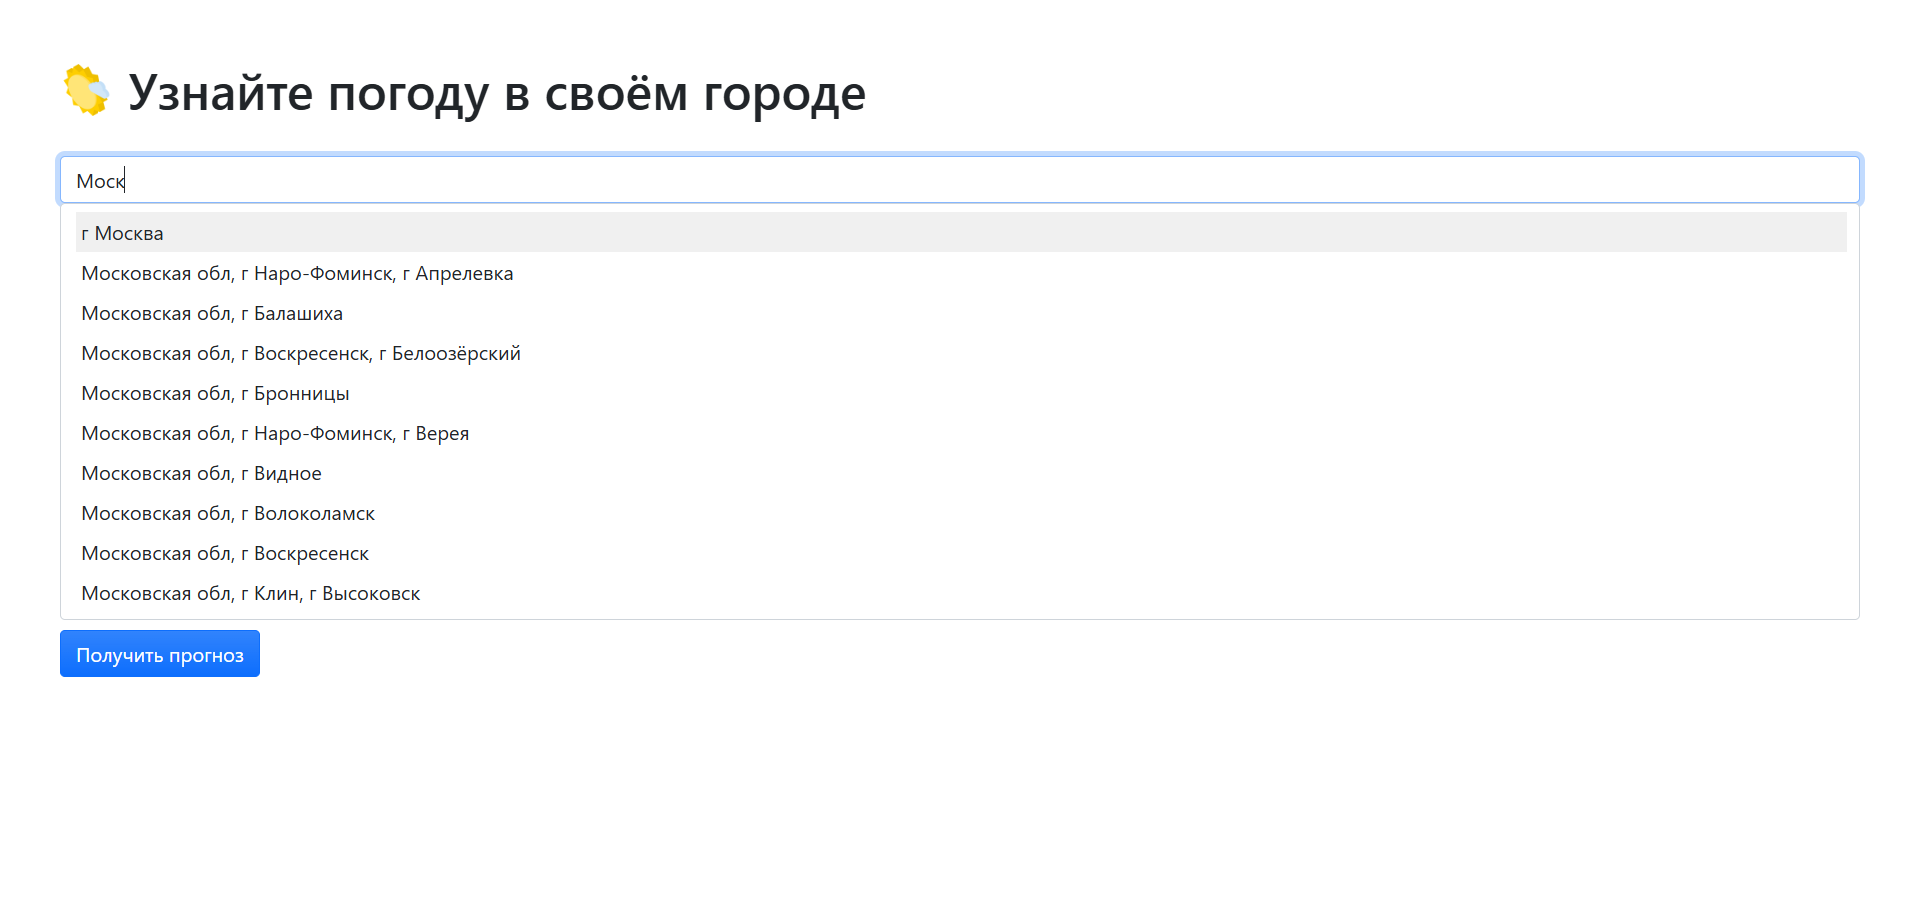 Узнайте погоду в своём городе
Моск
г Москва
Московская обл, г Наро-Фоминск, г Апрелевка
Московская обл, г Балашиха
Московская обл, г Воскресенск, г Белоозёрский
Московская обл, г Бронницы
Московская обл, г Наро-Фоминск, г Верея
Московская обл, г Видное
Московская обл, г Волоколамск
Московская обл, г Воскресенск
Московская обл, г Клин, г Высоковск
Получить прогноз